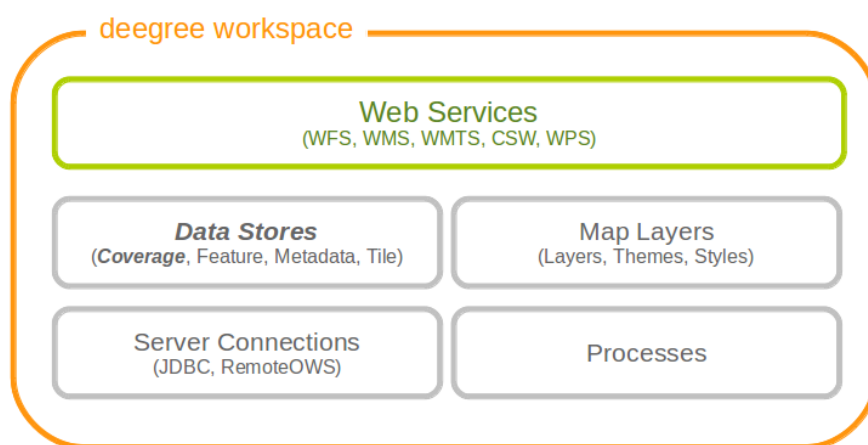 deegree workspace
Web Services
(WFS, WMS, WMTS, CSW, WPS)
Data Stores
(Coverage, Feature, Metadata, Tile)
Map Layers
(Layers, Themes, Styles)
Server Connections
(JDBC, RemoteOWS)
Processes